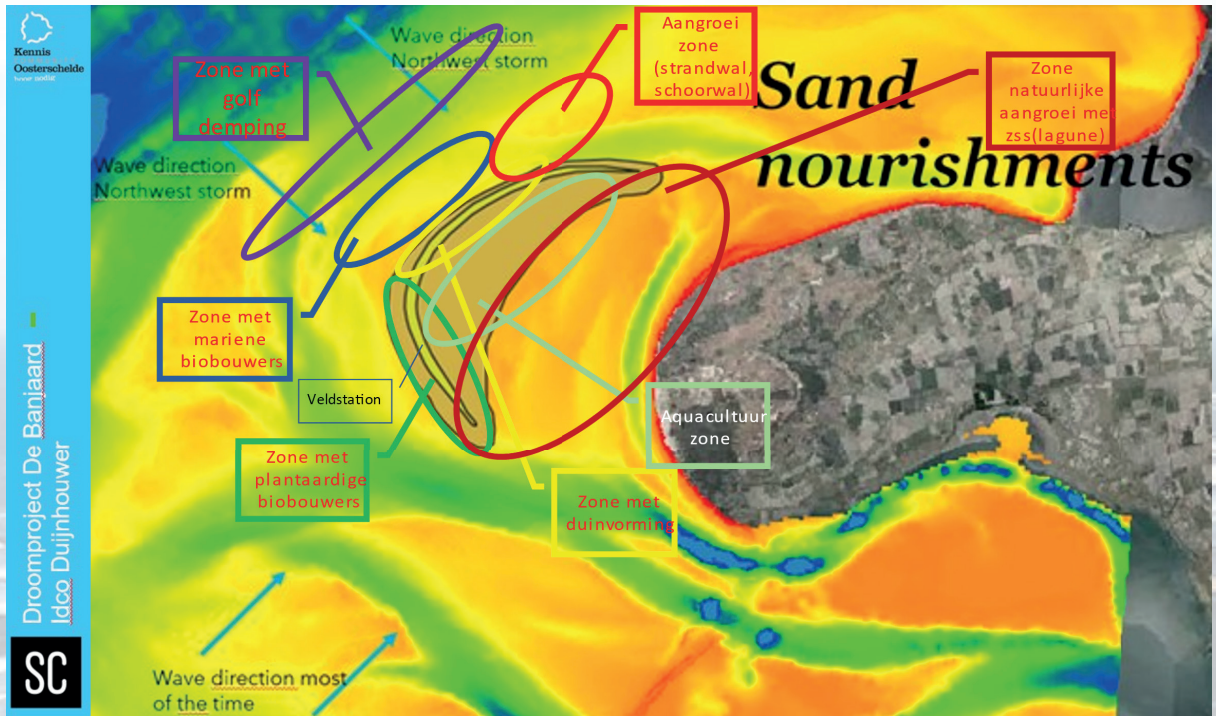 Kennis
Oosterschelde
Droomproject De Banjaard –
Idco Duijnhouwer
SC
Wave direction
Northwest storm
Wave direction
Northwest storm
Zone met
golf
demping
Aangroei
zone
(strandwal,
schoorwal)
Sand
nourishments
Zone
natuurlijke
aangroei met
zss(lagune)
Zone met
mariene
biobouwers
Veldstation
Zone met
plantaardige
biobouwers
Aquacultuur
zone
Zone met
duinvorming
Wave direction most
of the time